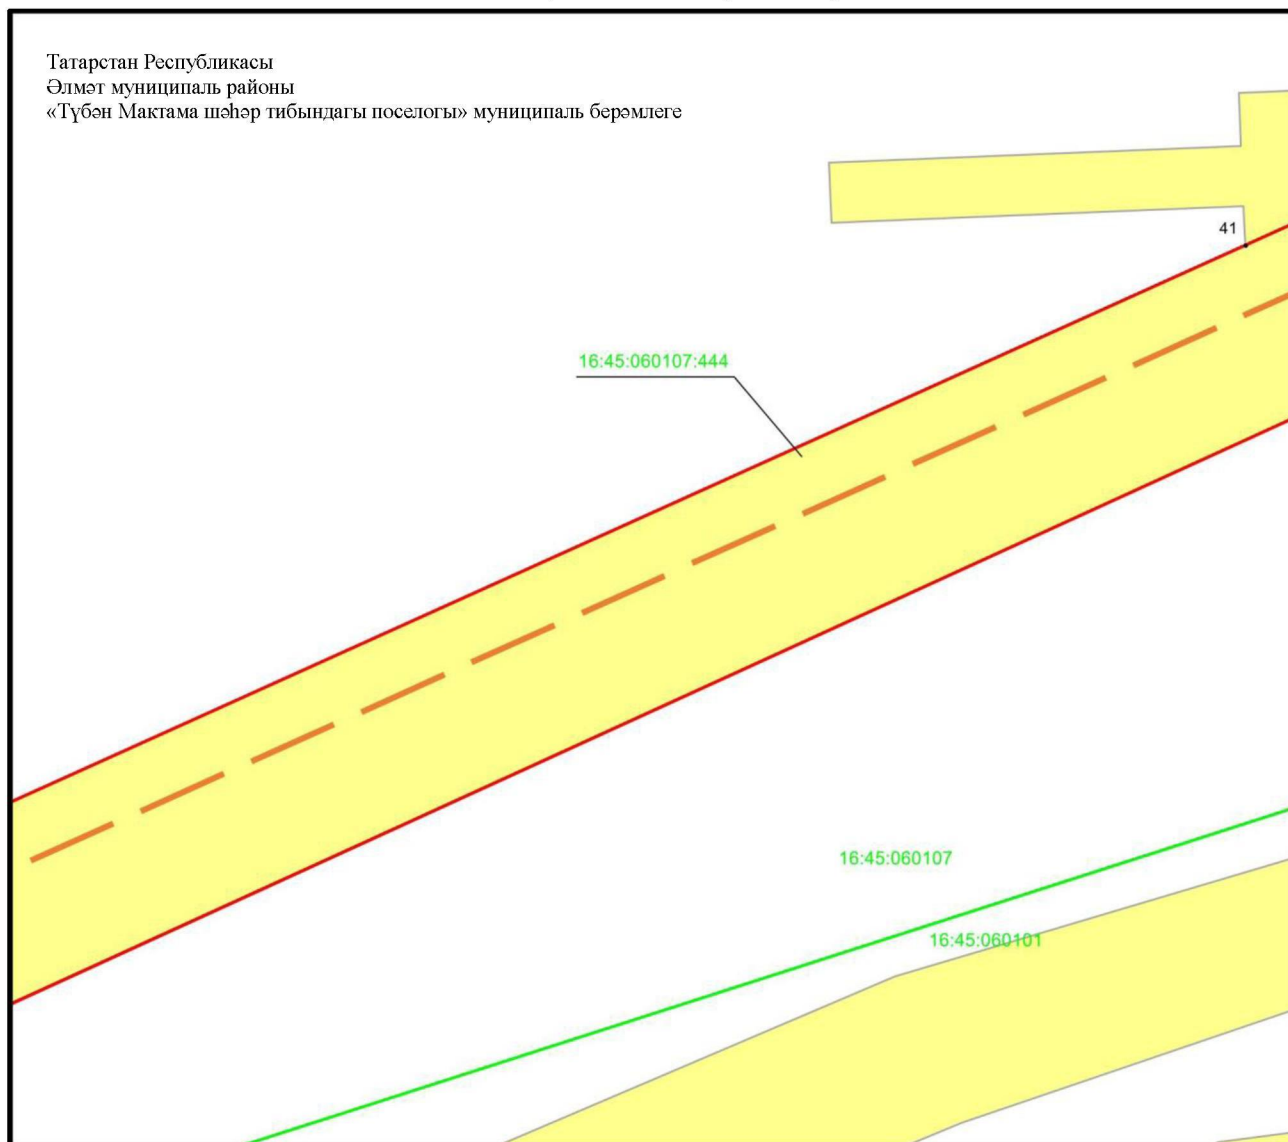 Татарстан Республикасы
Әлмәт муниципаль районы
«Түбән Мактама шәһәр тибындагы поселогы» муниципаль берәмлеге
41
16:45:060107:444
16:45:060107
16:45:060101